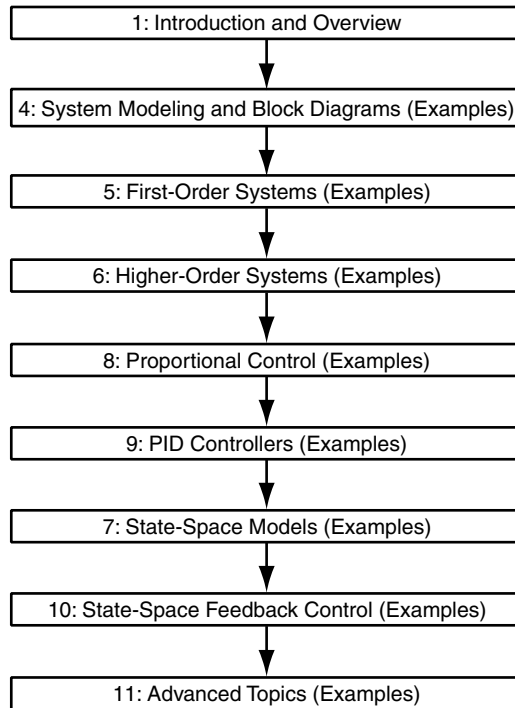 1: Introduction and Overview
4: System Modeling and Block Diagrams (Examples)
5: First-Order Systems (Examples)
6: Higher-Order Systems (Examples)
8: Proportional Control (Examples)
9: PID Controllers (Examples)
7: State-Space Models (Examples)
10: State-Space Feedback Control (Examples)
11: Advanced Topics (Examples)